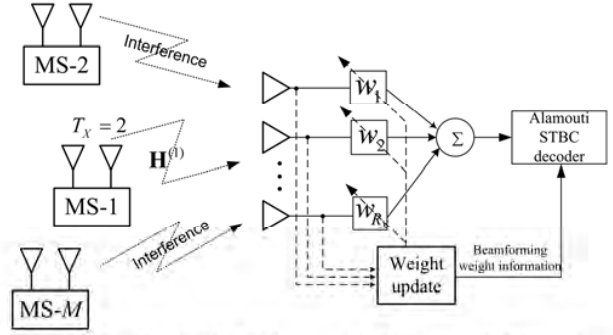 MS-2
Interference
T_X = 2
H^(1)
MS-1
Interference
MS-M
W_1
W_2
W_R
Σ
Alamouti
STBC
decoder
Weight
update
Beamforming
weight information